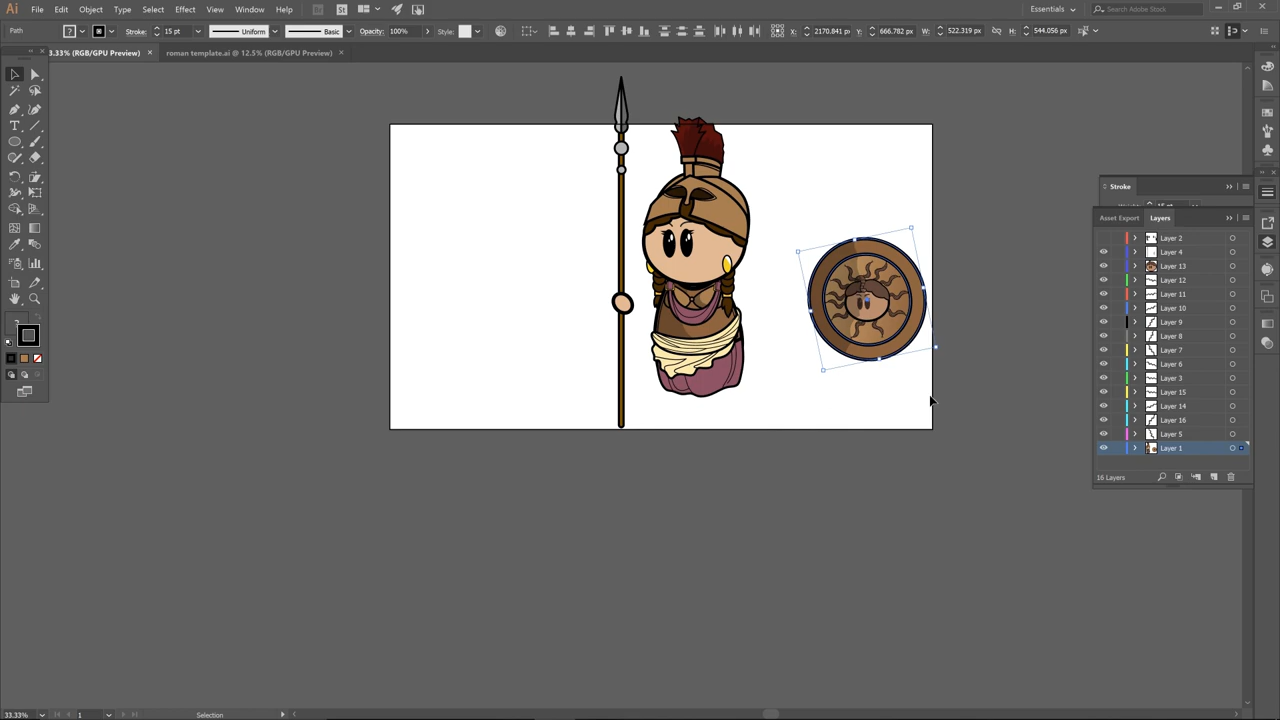 Ai File Edit Object Type Select Effect View Window Help Br St Essentials Search Adobe Stock
Path ? Stroke: 15 pt Uniform Basic Opacity: 100% Style: X: 2170.841 pi Y: 666.782 px W: 522.319 pi H: 544.056 px
3.33% (RGB/GPU Preview) × roman template.ai @ 12.5% (RGB/GPU Preview) ×
Stroke
Asset Export Layers
Layer 2
Layer 4
Layer 13
Layer 12
Layer 11
Layer 10
Layer 9
Layer 8
Layer 7
Layer 6
Layer 3
Layer 15
Layer 14
Layer 16
Layer 5
Layer 1
16 Layers
33.33% 1 Selection